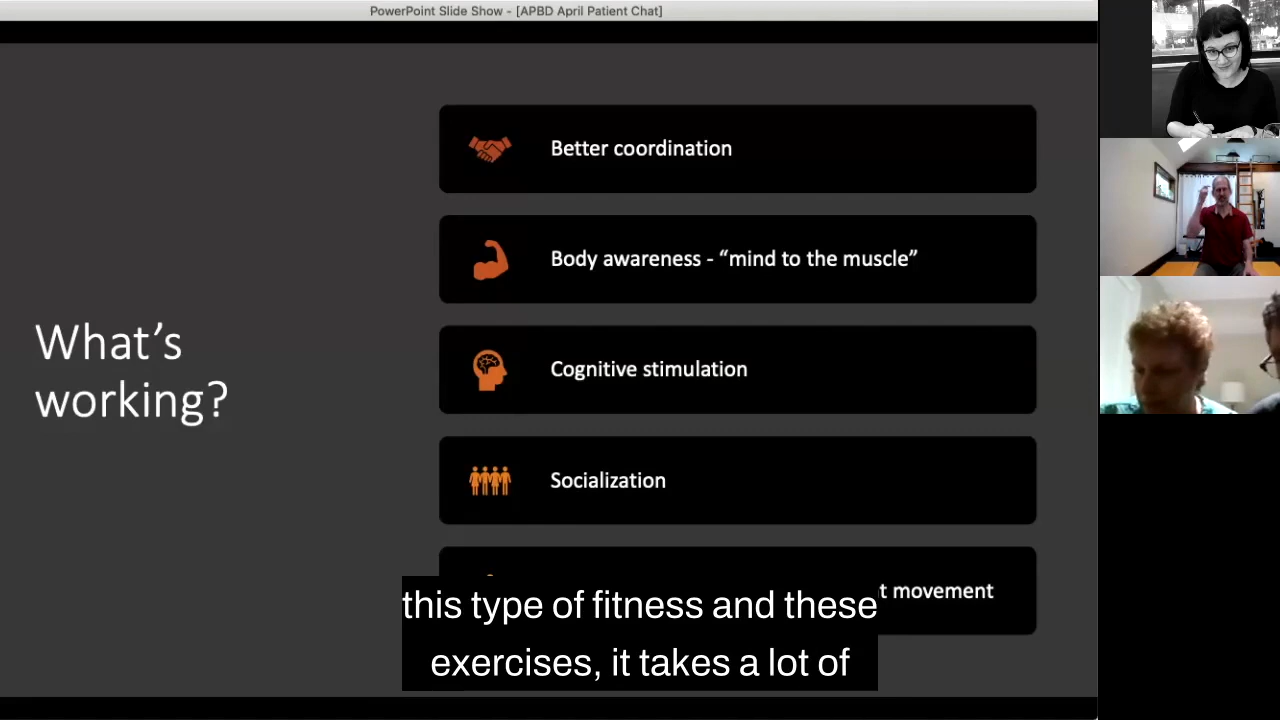 PowerPoint Slide Show - [APBD April Patient Chat]
What's
working?
Better coordination
Body awareness - “mind to the muscle”
Cognitive stimulation
Socialization
movement
this type of fitness and these
exercises, it takes a lot of